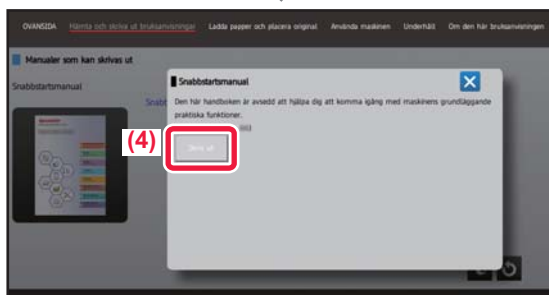 OVANSIDA Hämta och skriva ut bruksanvisningar Ladda papper och placera original Använda maskinen Underhåll Om den här bruksanvisningen
Manualer som kan skrivas ut
Snabbstartsmanual
Snabbstartsmanual
Snabb
Den här handboken är avsedd att hjälpa dig att komma igång med maskinens grundläggande
praktiska funktioner.
(4)
Skriv ut